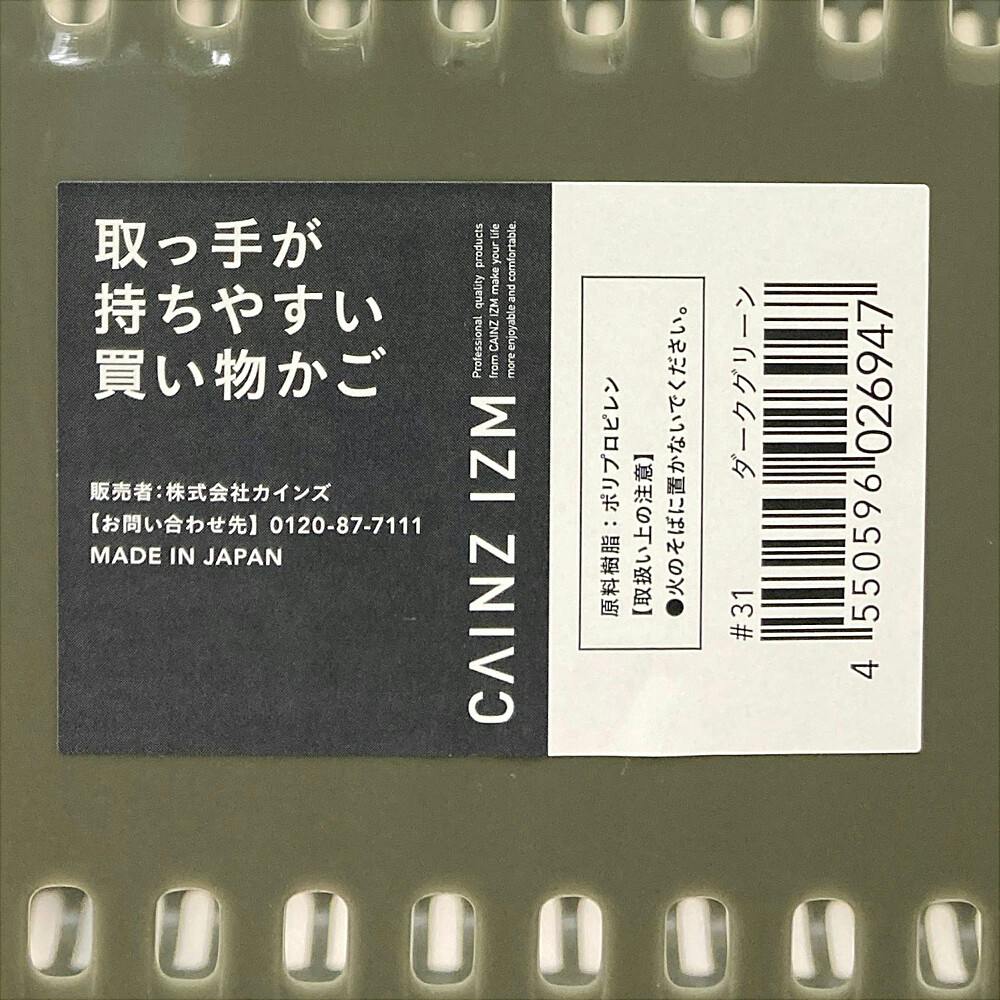 取っ手が
持ちやすい
買い物かご
販売者:株式会社カインズ
【お問い合わせ先】0120-87-7111
MADE IN JAPAN
Professional quality products
from CAINZ IZM make your life
more enjoyable and comfortable.
CAINZ IZM
原料樹脂:ポリプロピレン
【取扱い上の注意】
●火のそばに置かないでください。
#31 ダークグリーン
4 550596 026947